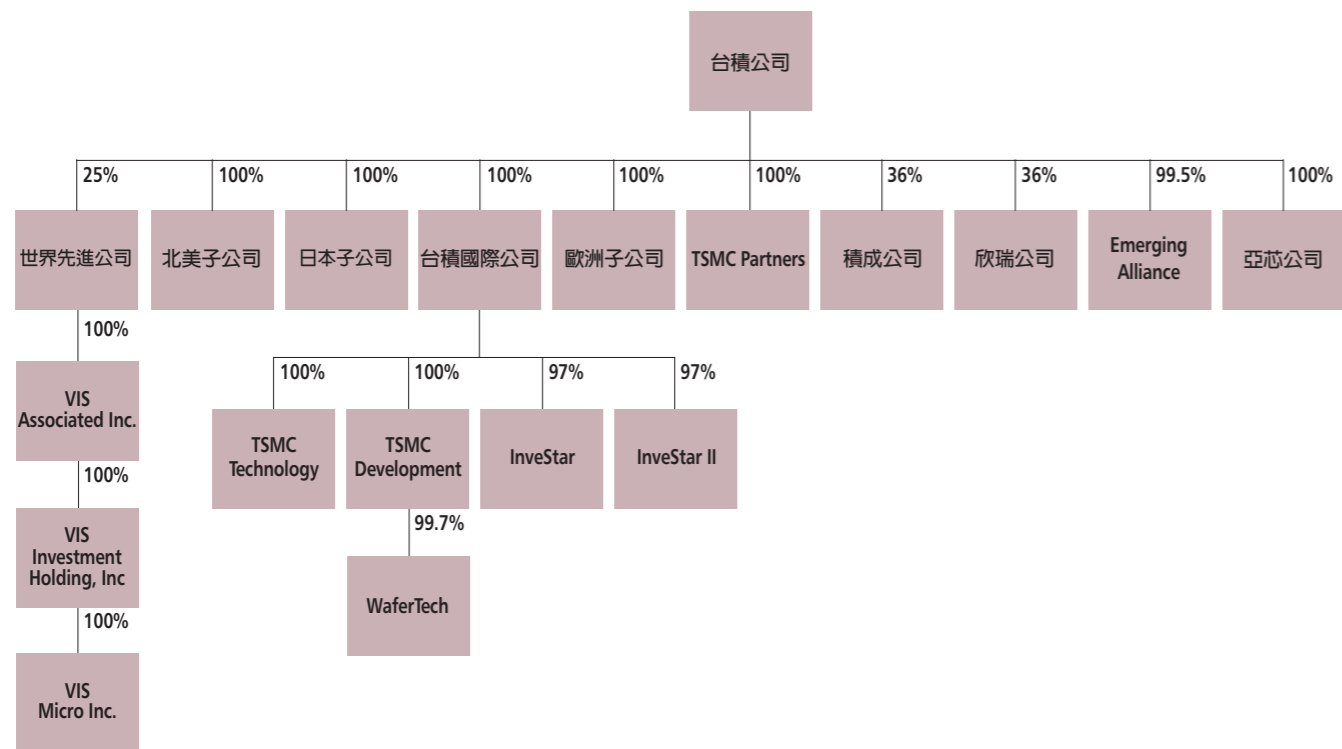 台積公司
25%
100%
100%
100%
100%
100%
36%
36%
99.5%
100%
世界先進公司
北美子公司
日本子公司
台積國際公司
歐洲子公司
TSMC Partners
積成公司
欣瑞公司
Emerging
Alliance
亞芯公司
100%
VIS
Associated Inc.
100%
VIS
Investment
Holding, Inc
100%
VIS
Micro Inc.
100%
100%
97%
97%
TSMC
Technology
TSMC
Development
InveStar
InveStar II
99.7%
WaferTech